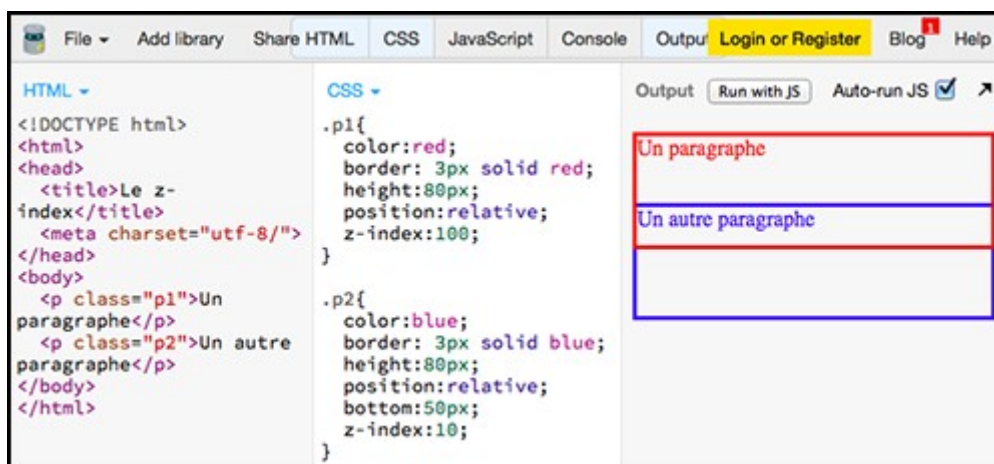 File Add library Share HTML CSS JavaScript Console Output Login or Register Blog 1 Help
HTML
<!DOCTYPE html>
<html>
<head>
<title>Le z-
index</title>
<meta charset="utf-8/">
</head>
<body>
<p class="p1">Un
paragraphe</p>
<p class="p2">Un autre
paragraphe</p>
</body>
</html>
CSS
.p1{
color:red;
border: 3px solid red;
height:80px;
position:relative;
z-index:100;
}
.p2{
color:blue;
border: 3px solid blue;
height:80px;
position:relative;
bottom:50px;
z-index:10;
}
Output Run with JS Auto-run JS
Un paragraphe
Un autre paragraphe